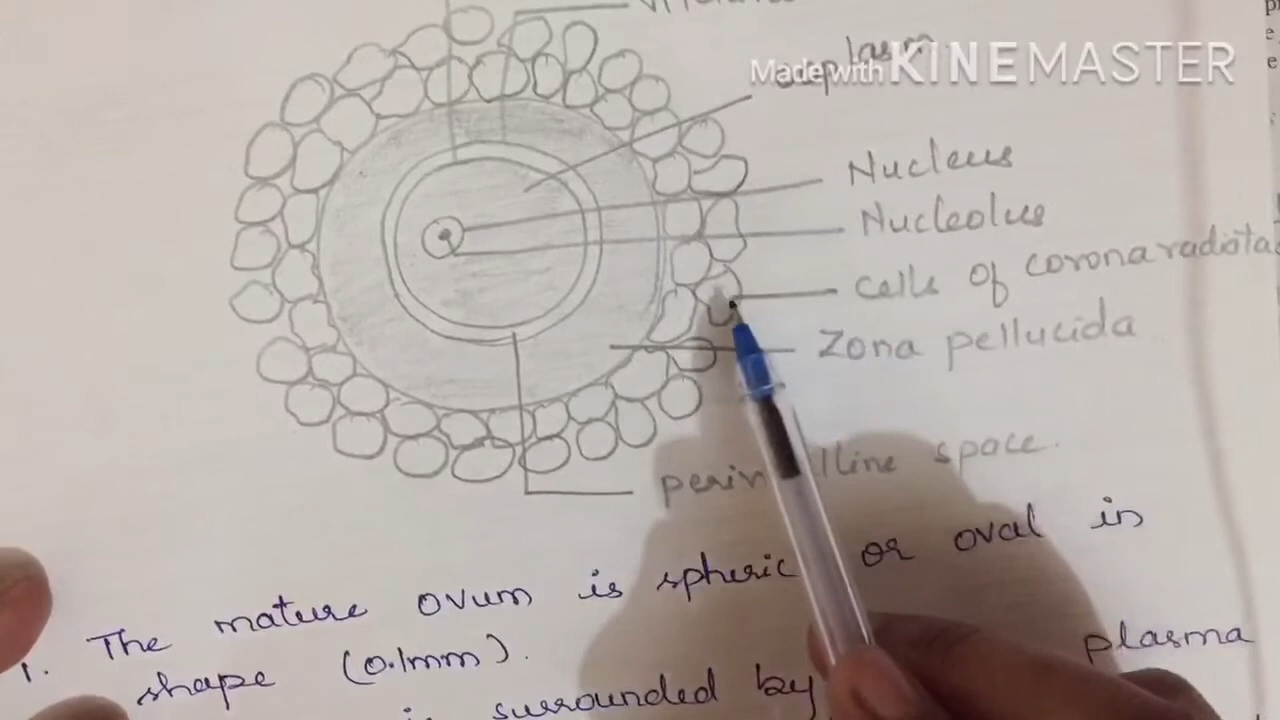 Made with KINEMASTER
Nucleus
Nucleolus
cells of corona radiata
Zona pellucida
space.
1. The mature ovum is spheric or oval in
shape (0.1mm).
surrounded by plasma